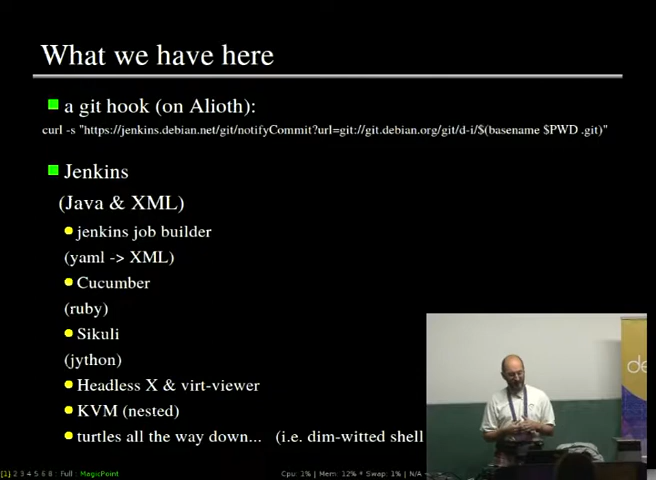 What we have here
a git hook (on Alioth):
curl -s "https://jenkins.debian.net/git/notifyCommit?url=git://git.debian.org/git/d-i/$(basename $PWD .git)"
Jenkins
(Java & XML)
jenkins job builder
(yaml -> XML)
Cucumber
(ruby)
Sikuli
(jython)
Headless X & virt-viewer
KVM (nested)
turtles all the way down... (i.e. dim-witted shell
de
[1] 2 3 4 5 6 8 : Full : MagicPoint
Cpu: 1% | Mem: 12% * Swap: 1% | N/A